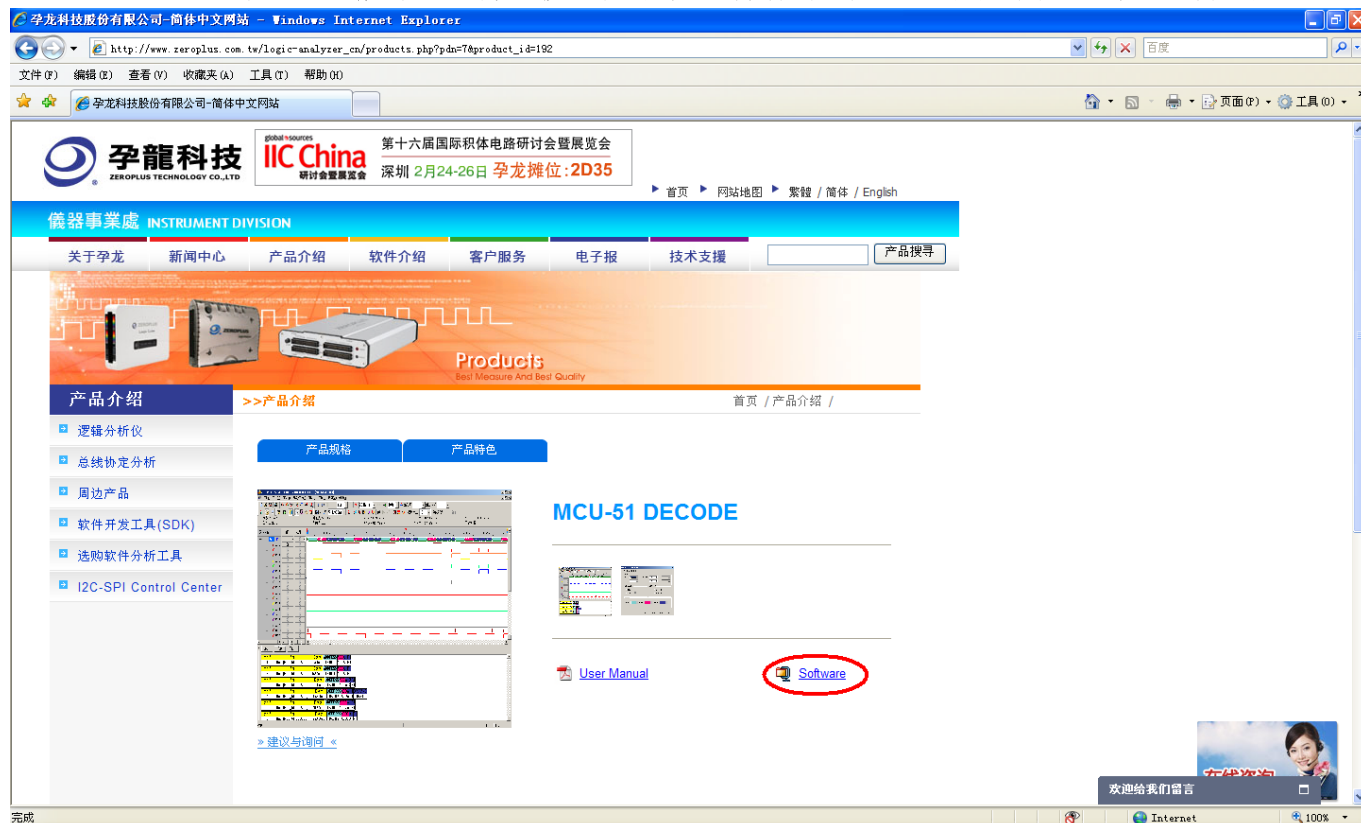 孕龙科技股份有限公司-简体中文网站 - Windows Internet Explorer
http://www.zeroplus.com.tw/logic-analyzer_cn/products.php?pdn=7&product_id=192
百度
文件(F) 编辑(E) 查看(V) 收藏夹(A) 工具(T) 帮助(H)
孕龙科技股份有限公司-简体中文网站
页面(P) 工具(O)
孕龍科技
ZEROPLUS TECHNOLOGY CO.,LTD
global sources
IIC China
研讨会暨展览会
第十六届国际积体电路研讨会暨展览会
深圳 2月24-26日 孕龙摊位:2D35
首页 网站地图 繁體 / 简体 / English
儀器事業處 INSTRUMENT DIVISION
关于孕龙 新闻中心 产品介绍 软件介绍 客户服务 电子报 技术支援 产品搜寻
Products
Best Measure And Best Quality
产品介绍
>>产品介绍
首页 / 产品介绍 /
逻辑分析仪
总线协定分析
周边产品
软件开发工具(SDK)
选购软件分析工具
I2C-SPI Control Center
产品规格 产品特色
MCU-51 DECODE
User Manual
Software
» 建议与询问 «
在线咨询
欢迎给我们留言
完成
Internet
100%